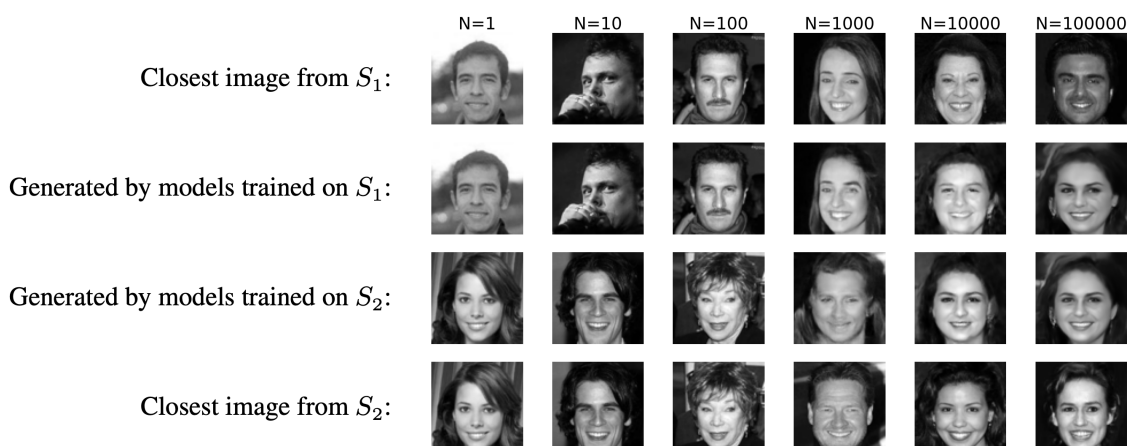 N=1 N=10 N=100 N=1000 N=10000 N=100000
Closest image from S₁:
Generated by models trained on S₁:
Generated by models trained on S₂:
Closest image from S₂: